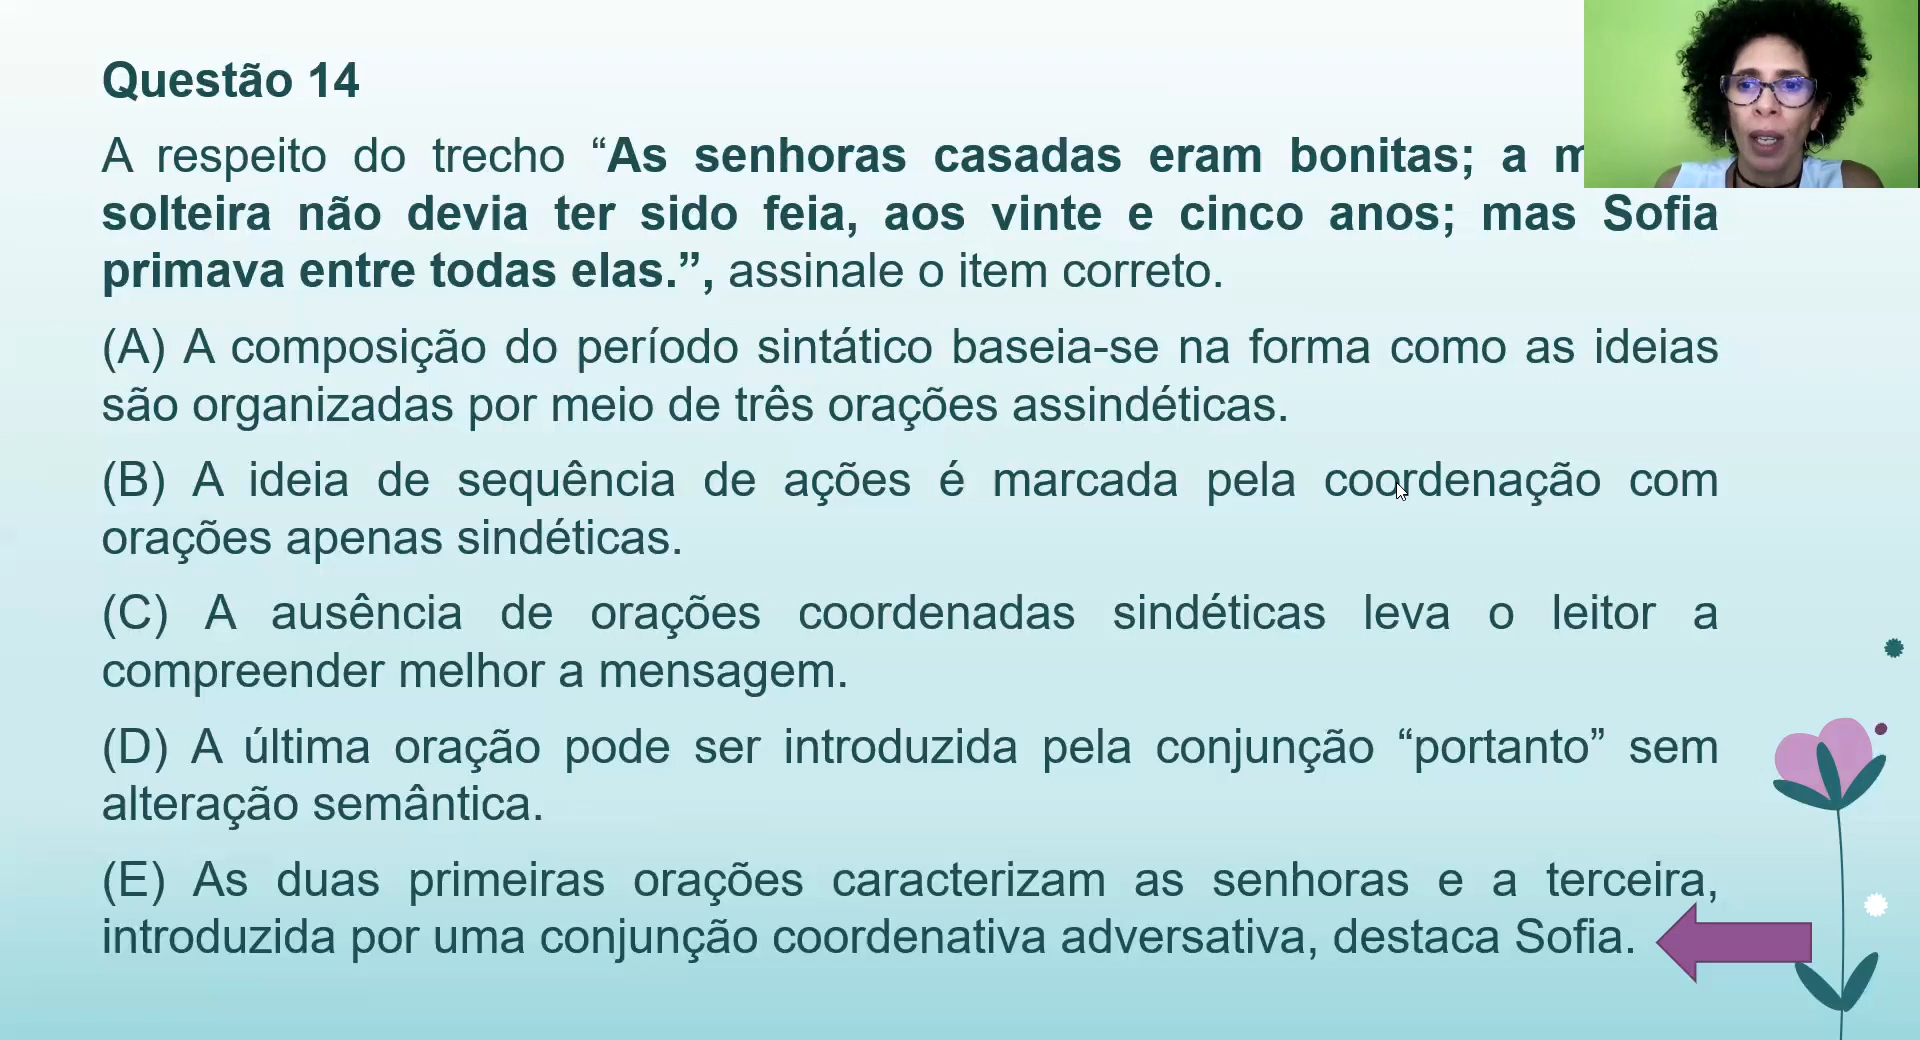 Questão 14
A respeito do trecho “As senhoras casadas eram bonitas; a
solteira não devia ter sido feia, aos vinte e cinco anos; mas Sofia
primava entre todas elas.”, assinale o item correto.
(A) A composição do período sintático baseia-se na forma como as ideias
são organizadas por meio de três orações assindéticas.
(B) A ideia de sequência de ações é marcada pela coordenação com
orações apenas sindéticas.
(C) A ausência de orações coordenadas sindéticas leva o leitor a
compreender melhor a mensagem.
(D) A última oração pode ser introduzida pela conjunção “portanto” sem
alteração semântica.
(E) As duas primeiras orações caracterizam as senhoras e a terceira,
introduzida por uma conjunção coordenativa adversativa, destaca Sofia.